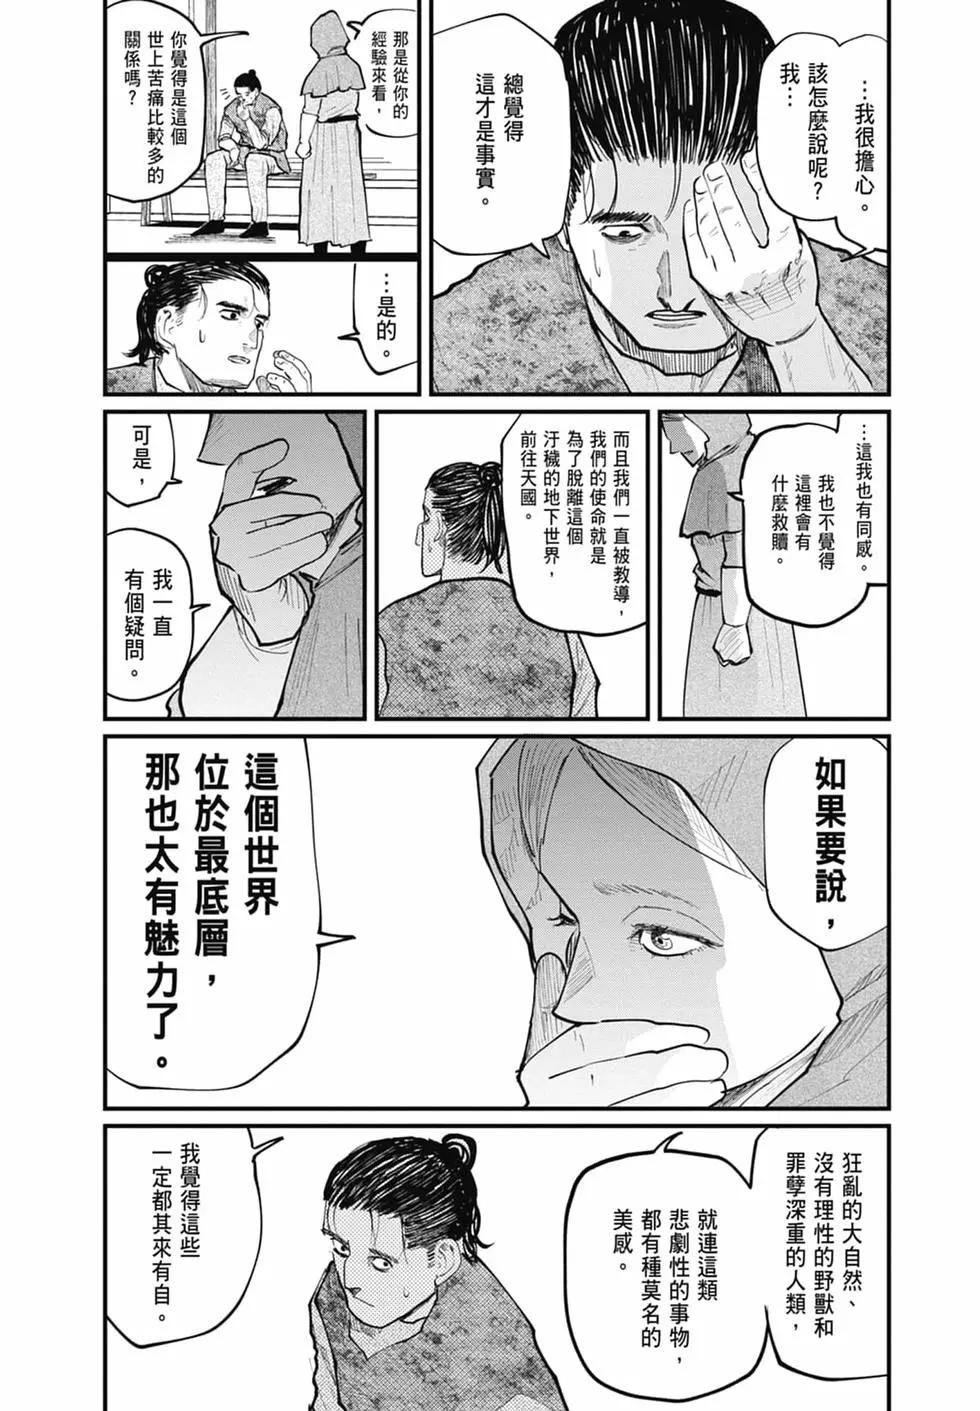 …我很擔心。
該怎麼說呢？
我…
總覺得
這才是事實。
那是從你的
經驗來看，
你覺得是這個
世上苦痛比較多的
關係嗎？
…是的。
…這我也有同感。
我也不覺得
這裡會有
什麼救贖。
而且我們一直被教導，
我們的使命就是
為了脫離這個
汙穢的地下世界，
前往天國。
可是，
我一直
有個疑問。
如果要說，
這個世界
位於最底層，
那也太有魅力了。
狂亂的大自然、
沒有理性的野獸和
罪孽深重的人類，
就連這類
悲劇性的事物，
都有種莫名的
美感。
我覺得這些
一定都其來有自。